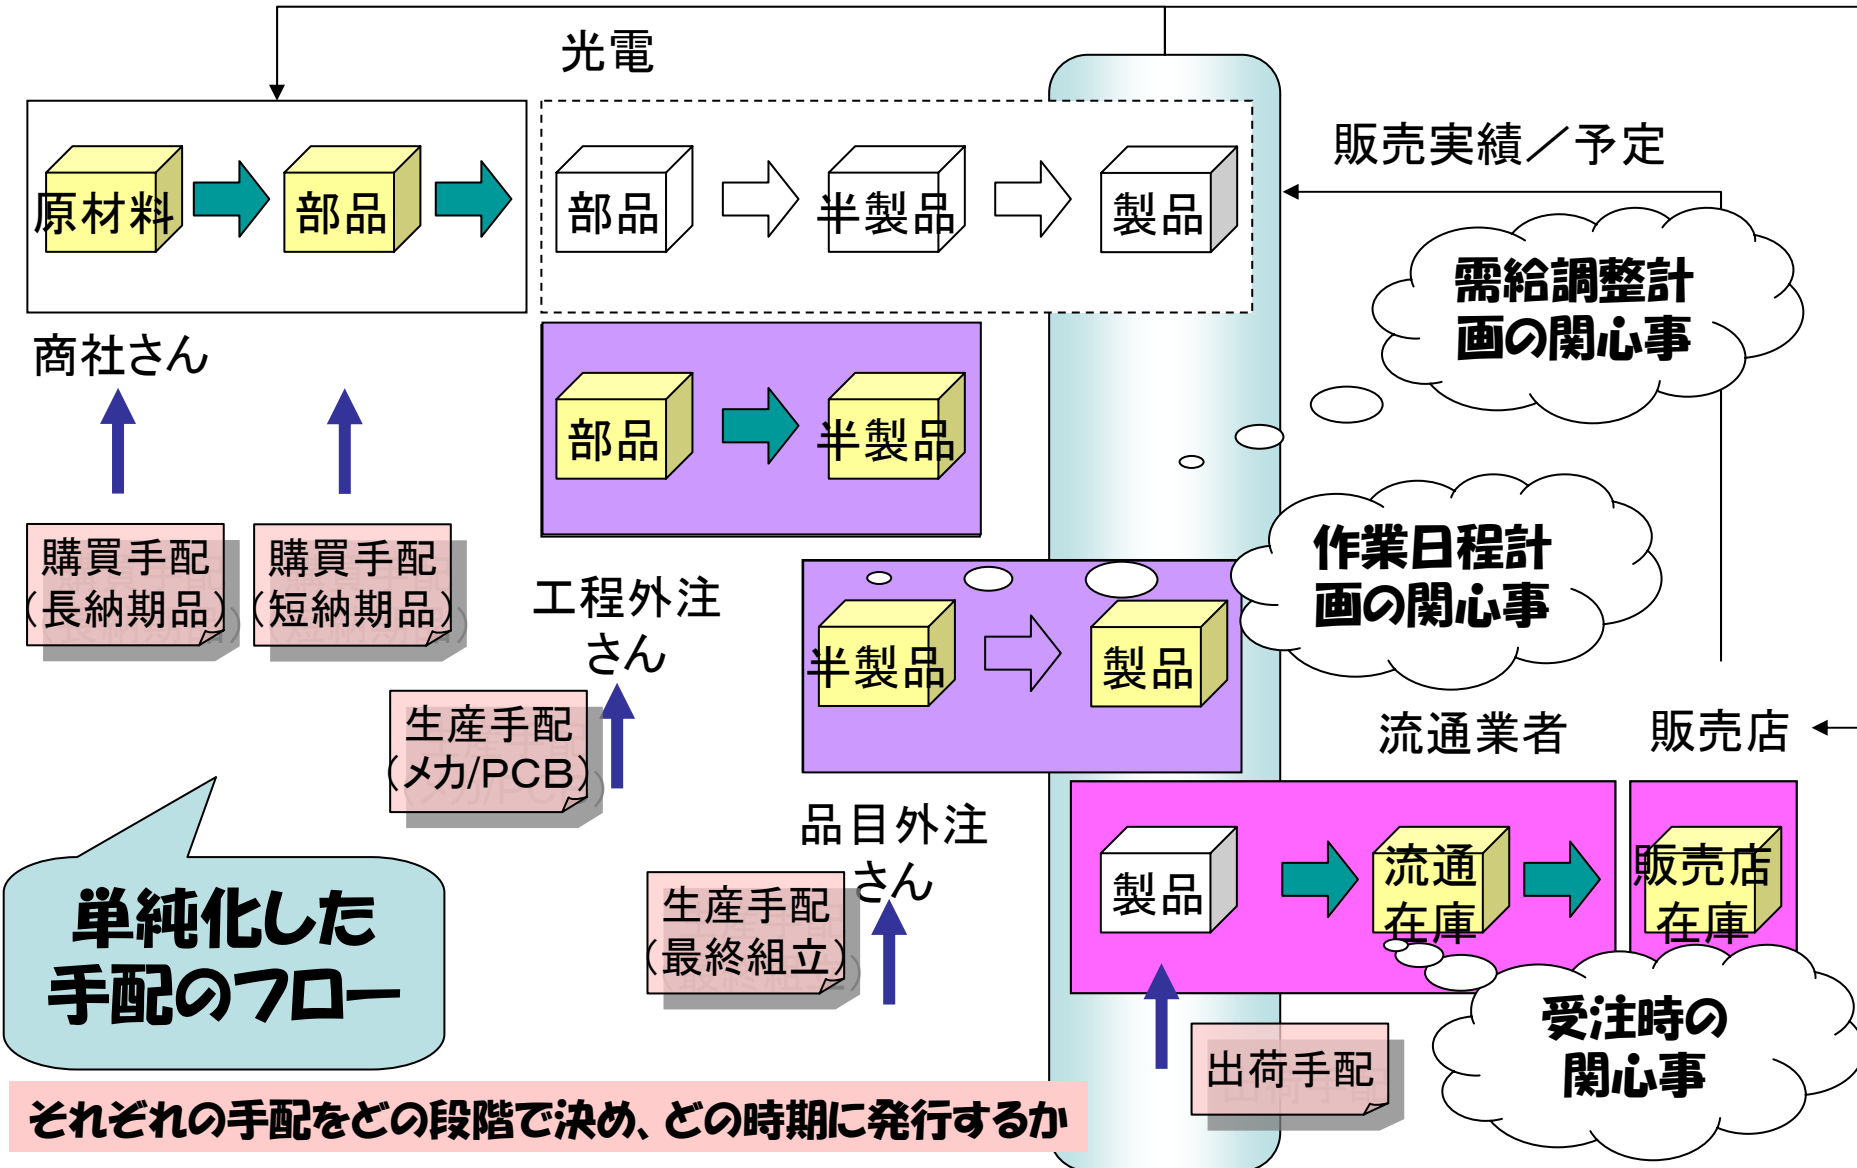 光電
販売実績／予定
原材料
部品
部品
半製品
製品
需給調整計
画の関心事
商社さん
部品
半製品
作業日程計
画の関心事
購買手配
(長納期品)
購買手配
(短納期品)
工程外注
さん
半製品
製品
生産手配
(メカ/PCB)
流通業者
販売店
品目外注
さん
製品
流通
在庫
販売店
在庫
生産手配
(最終組立)
単純化した
手配のフロー
受注時の
関心事
出荷手配
それぞれの手配をどの段階で決め、どの時期に発行するか